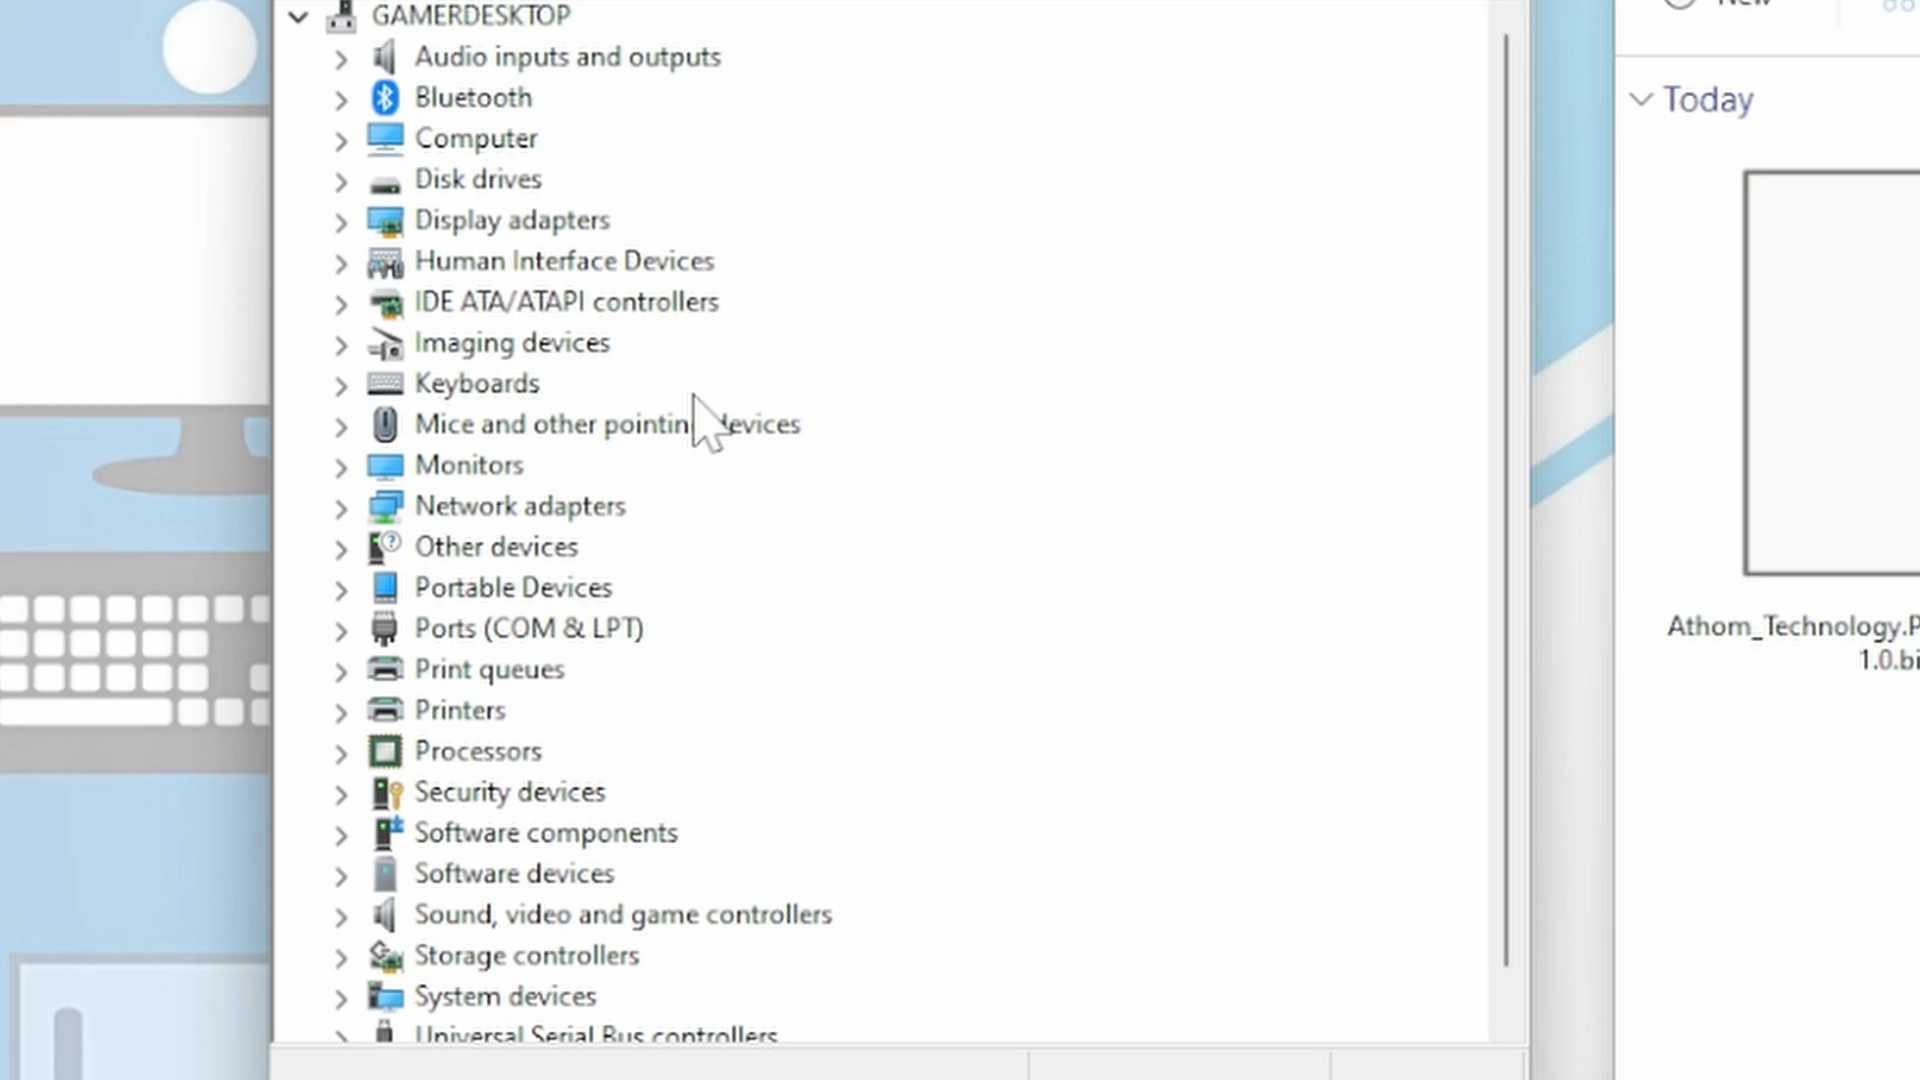 GAMERDESKTOP
Audio inputs and outputs
Bluetooth
Computer
Disk drives
Display adapters
Human Interface Devices
IDE ATA/ATAPI controllers
Imaging devices
Keyboards
Mice and other pointing devices
Monitors
Network adapters
Other devices
Portable Devices
Ports (COM & LPT)
Print queues
Printers
Processors
Security devices
Software components
Software devices
Sound, video and game controllers
Storage controllers
System devices
Universal Serial Bus controllers
New
Today
Athom_Technology.P
1.0.bi